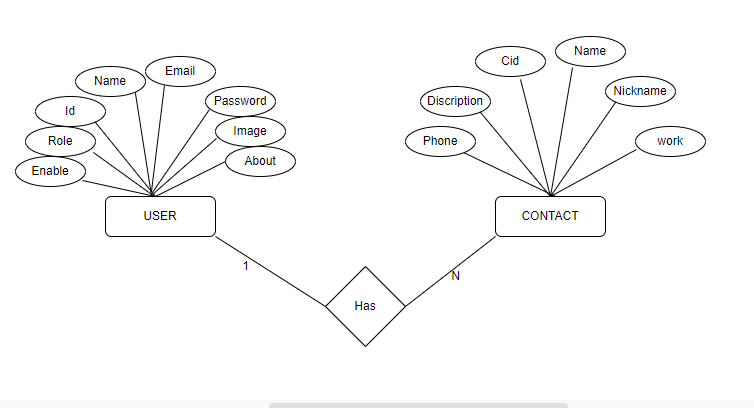 Name
Email
Id
Password
Role
Image
Enable
About
USER
Cid
Name
Discription
Nickname
Phone
work
CONTACT
1
N
Has